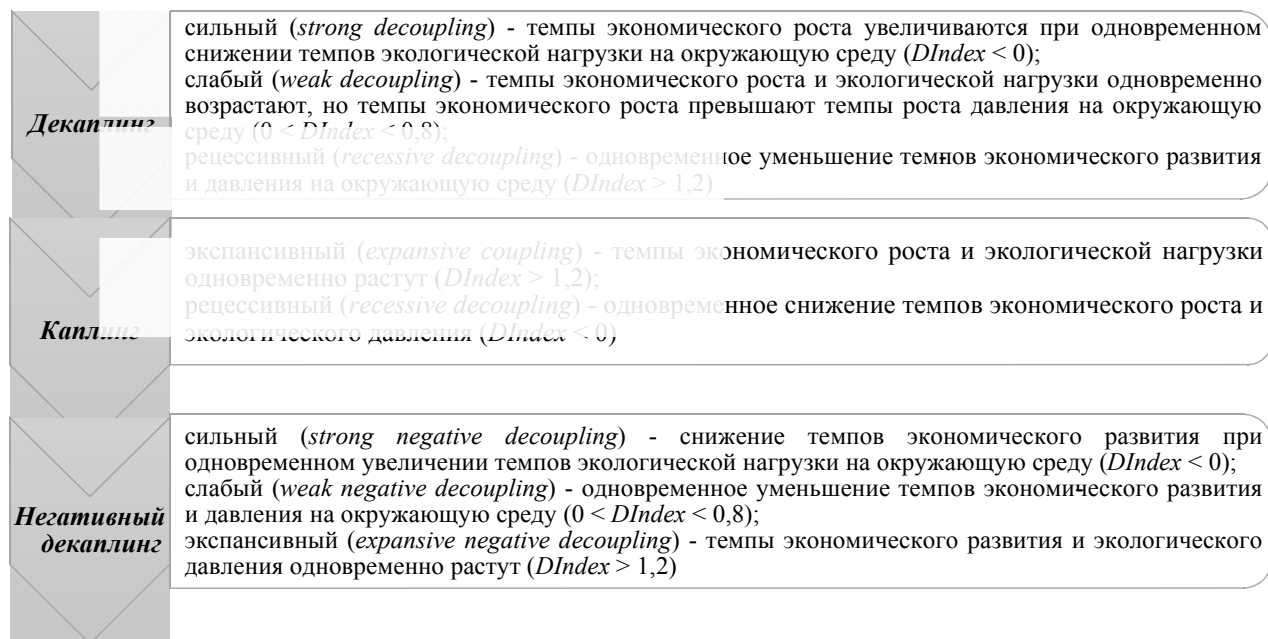 Декаплинг
сильный (strong decoupling) - темпы экономического роста увеличиваются при одновременном
снижении темпов экологической нагрузки на окружающую среду (DIndex < 0);
слабый (weak decoupling) - темпы экономического роста и экологической нагрузки одновременно
возрастают, но темпы экономического роста превышают темпы роста давления на окружающую
среду (0 < DIndex < 0,8);
рецессивный (recessive decoupling) - одновременное уменьшение темпов экономического развития
и давления на окружающую среду (DIndex > 1,2)
Каплинг
экспансивный (expansive coupling) - темпы экономического роста и экологической нагрузки
одновременно растут (DIndex > 1,2);
рецессивный (recessive decoupling) - одновременное снижение темпов экономического роста и
экологического давления (DIndex < 0)
Негативный
декаплинг
сильный (strong negative decoupling) - снижение темпов экономического развития при
одновременном увеличении темпов экологической нагрузки на окружающую среду (DIndex < 0);
слабый (weak negative decoupling) - одновременное уменьшение темпов экономического развития
и давления на окружающую среду (0 < DIndex < 0,8);
экспансивный (expansive negative decoupling) - темпы экономического развития и экологического
давления одновременно растут (DIndex > 1,2)